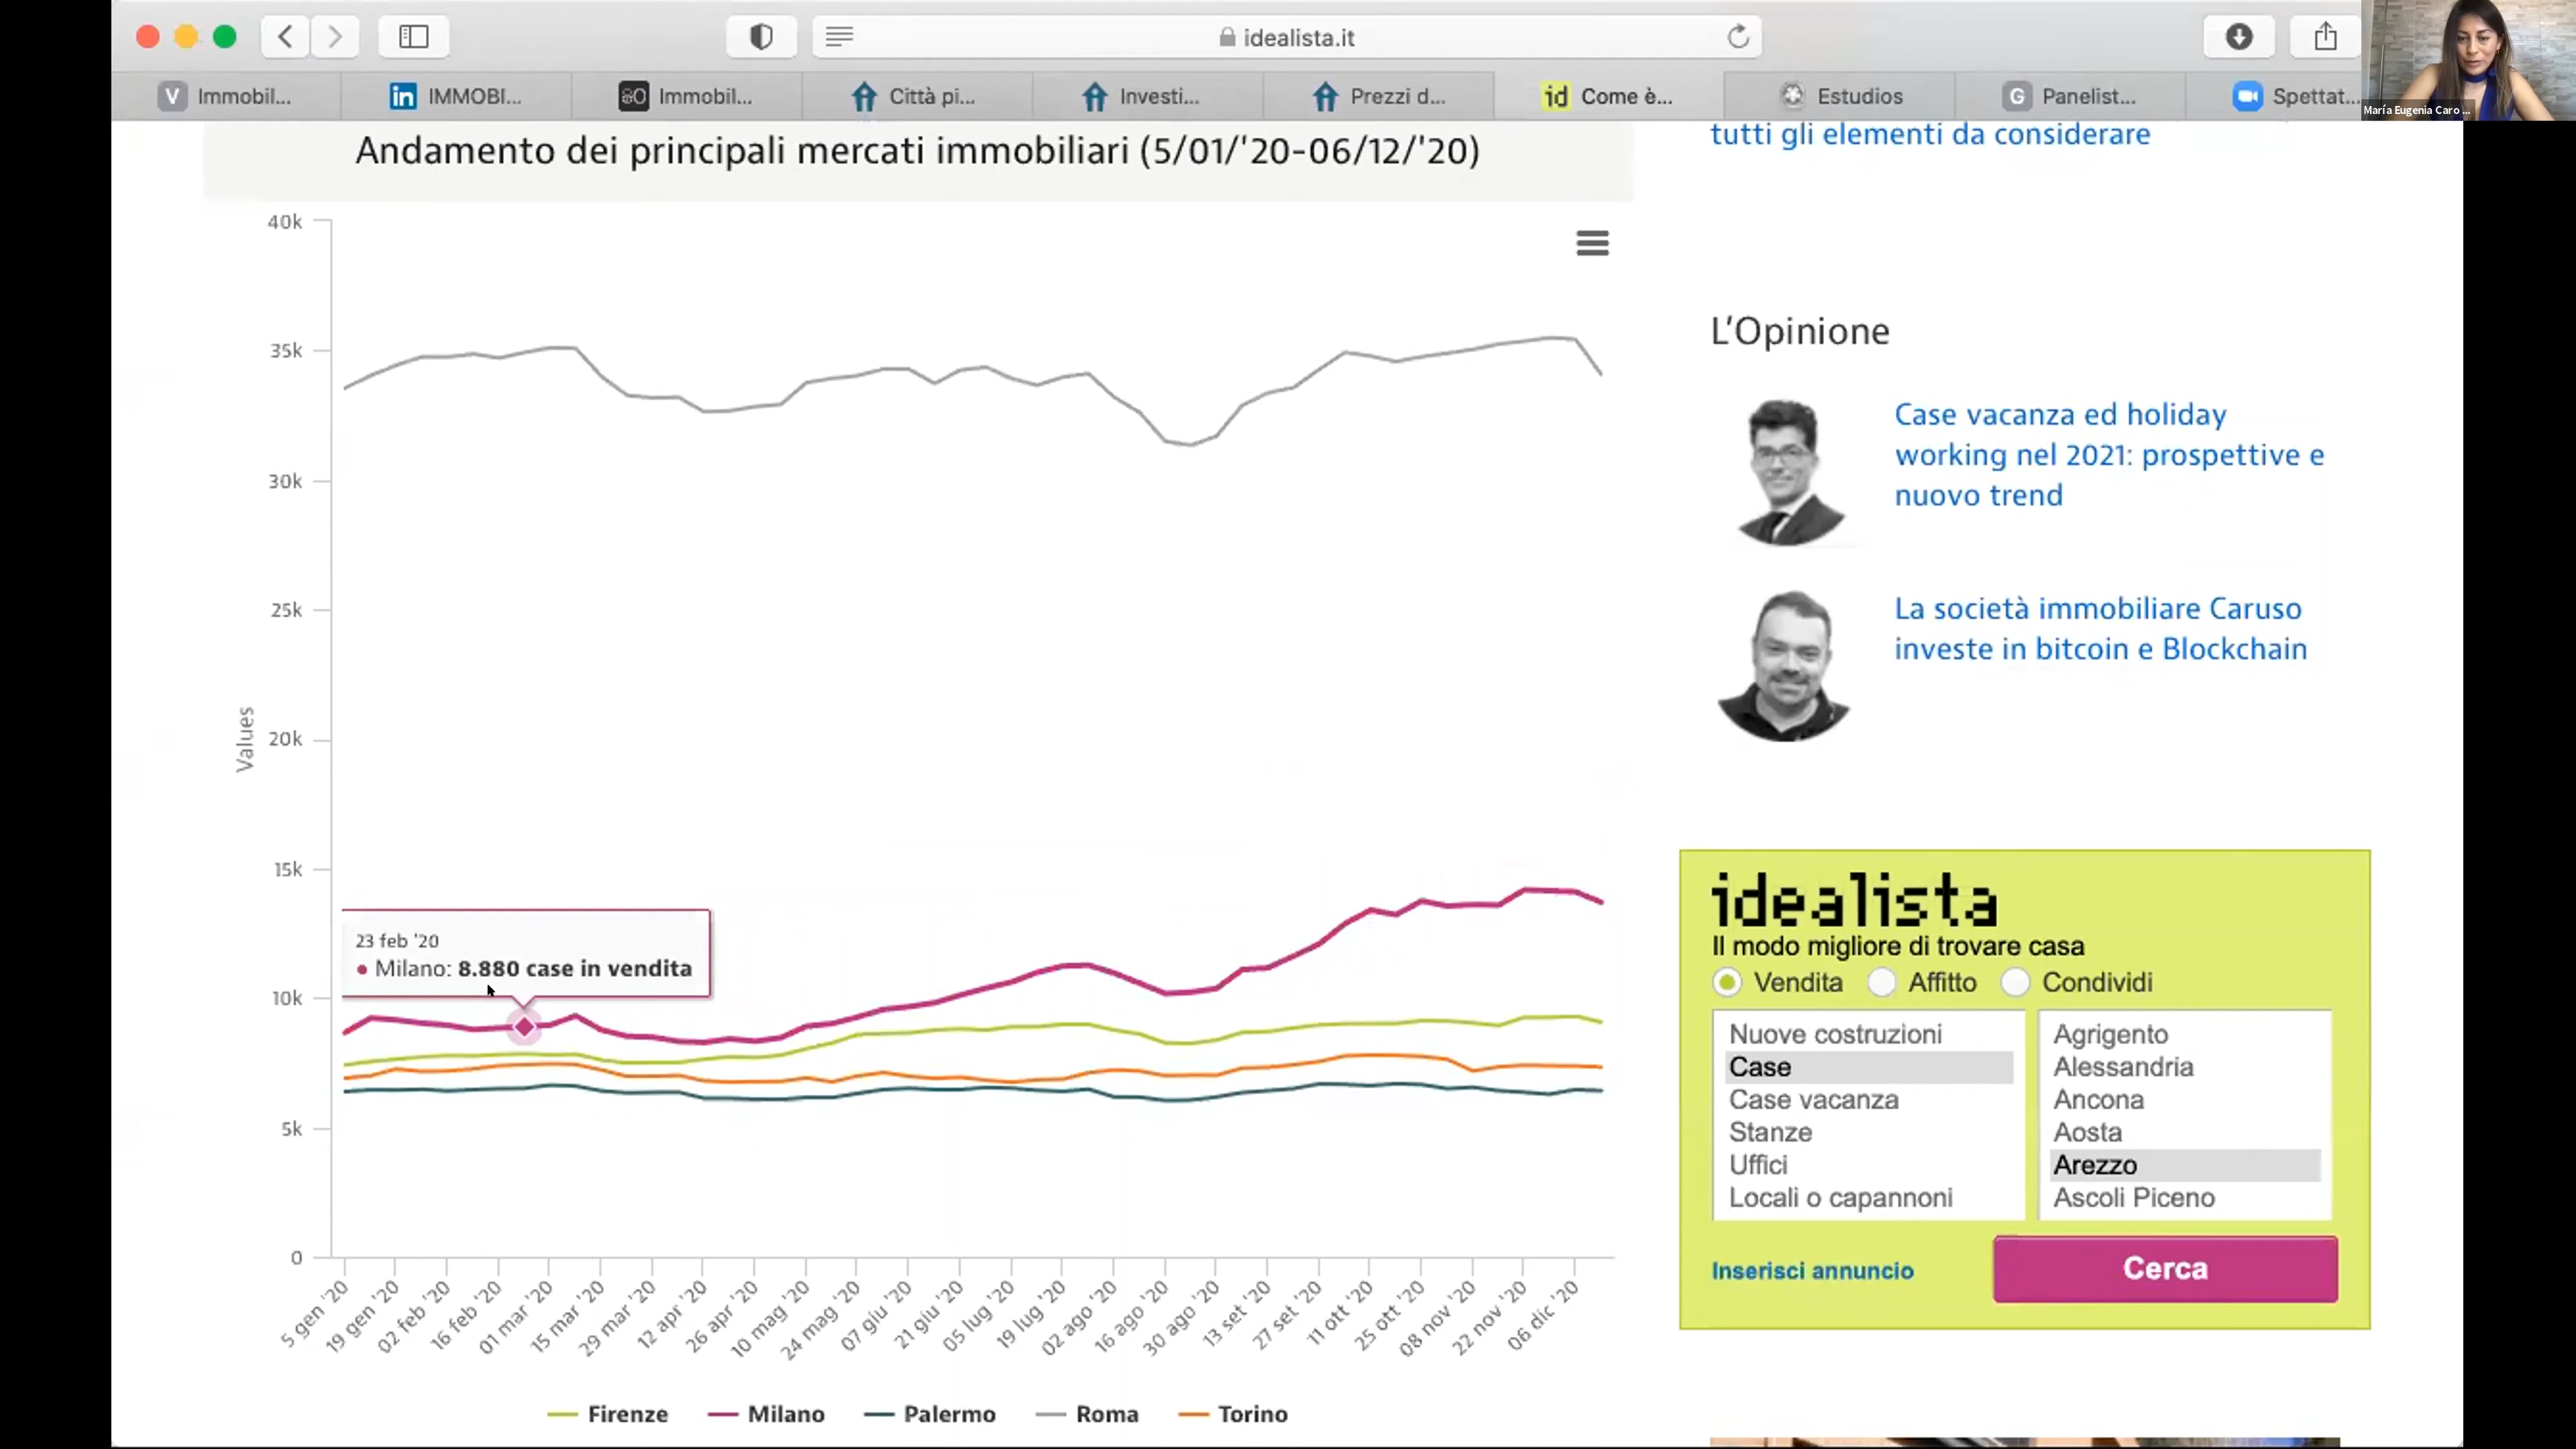 idealista.it
Immobil...
IMMOBI...
Immobil...
Città pi...
Investi...
Prezzi d...
Come è...
Estudios
Panelist...
Spettat...
María Eugenia Caro ...
Andamento dei principali mercati immobiliari (5/01/'20-06/12/'20)
40k
35k
30k
25k
20k
15k
10k
5k
0
Values
23 feb '20
Milano: 8.880 case in vendita
5 gen '20
19 gen '20
02 feb '20
16 feb '20
01 mar '20
15 mar '20
29 mar '20
12 apr '20
26 apr '20
10 mag '20
24 mag '20
07 giu '20
21 giu '20
05 lug '20
19 lug '20
02 ago '20
16 ago '20
30 ago '20
13 set '20
27 set '20
11 ott '20
25 ott '20
08 nov '20
22 nov '20
06 dic '20
Firenze
Milano
Palermo
Roma
Torino
tutti gli elementi da considerare
L'Opinione
Case vacanza ed holiday
working nel 2021: prospettive e
nuovo trend
La società immobiliare Caruso
investe in bitcoin e Blockchain
idealista
Il modo migliore di trovare casa
Vendita
Affitto
Condividi
Nuove costruzioni
Case
Case vacanza
Stanze
Uffici
Locali o capannoni
Agrigento
Alessandria
Ancona
Aosta
Arezzo
Ascoli Piceno
Inserisci annuncio
Cerca